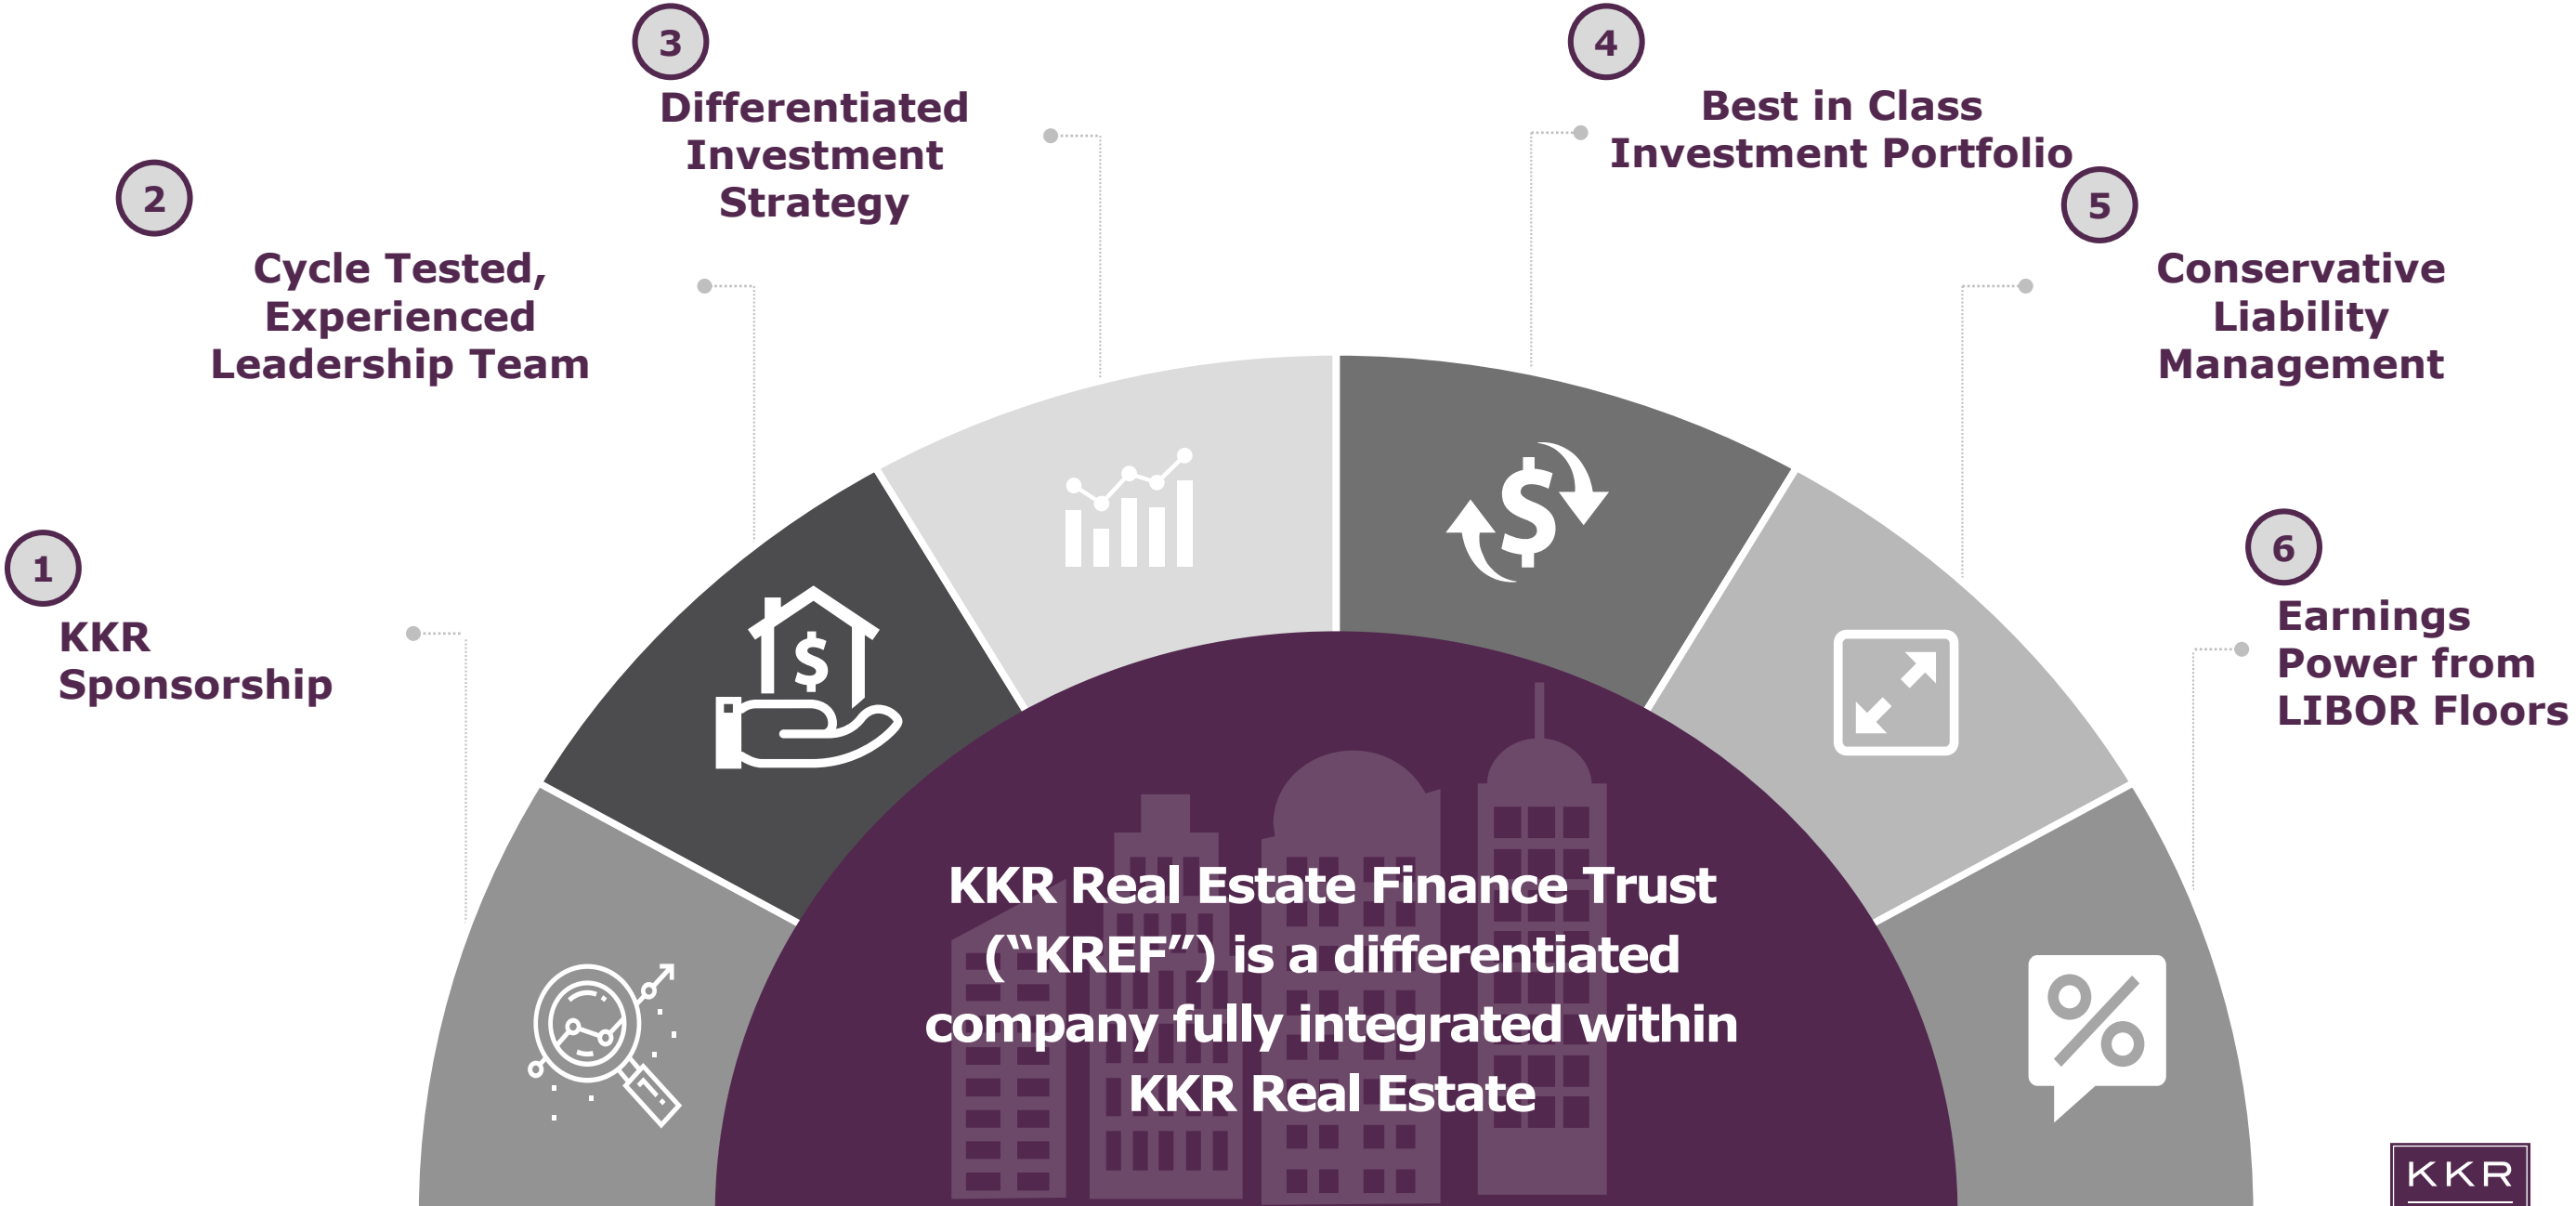 1
KKR
Sponsorship
2
Cycle Tested,
Experienced
Leadership Team
3
Differentiated
Investment
Strategy
4
Best in Class
Investment Portfolio
5
Conservative
Liability
Management
6
Earnings
Power from
LIBOR Floors
$
$
%
KKR Real Estate Finance Trust
(“KREF”) is a differentiated
company fully integrated within
KKR Real Estate
KKR